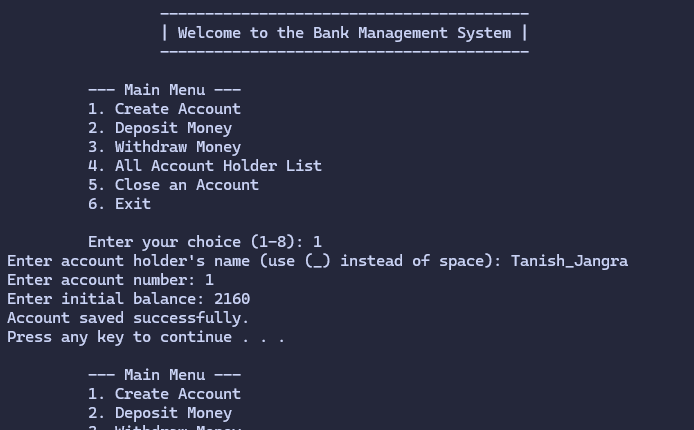 ----------------------------------------
| Welcome to the Bank Management System |
----------------------------------------
--- Main Menu ---
1. Create Account
2. Deposit Money
3. Withdraw Money
4. All Account Holder List
5. Close an Account
6. Exit
Enter your choice (1-8): 1
Enter account holder's name (use (_) instead of space): Tanish_Jangra
Enter account number: 1
Enter initial balance: 2160
Account saved successfully.
Press any key to continue . . .
--- Main Menu ---
1. Create Account
2. Deposit Money
3. Withdraw Money